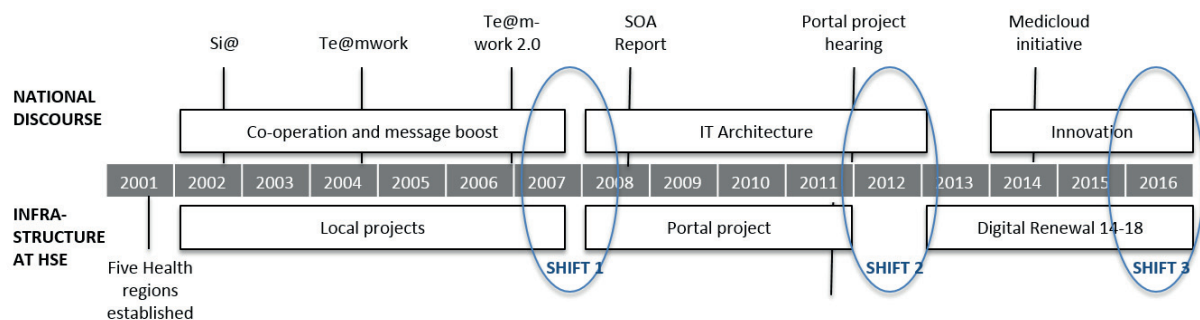 Si@
Te@mwork
Te@m-
work 2.0
SOA
Report
Portal project
hearing
Medicloud
initiative
NATIONAL
DISCOURSE
Co-operation and message boost
IT Architecture
Innovation
2001 2002 2003 2004 2005 2006 2007 2008 2009 2010 2011 2012 2013 2014 2015 2016
INFRA-
STRUCTURE
AT HSE
Local projects
Portal project
Digital Renewal 14-18
Five Health
regions
established
SHIFT 1
SHIFT 2
SHIFT 3